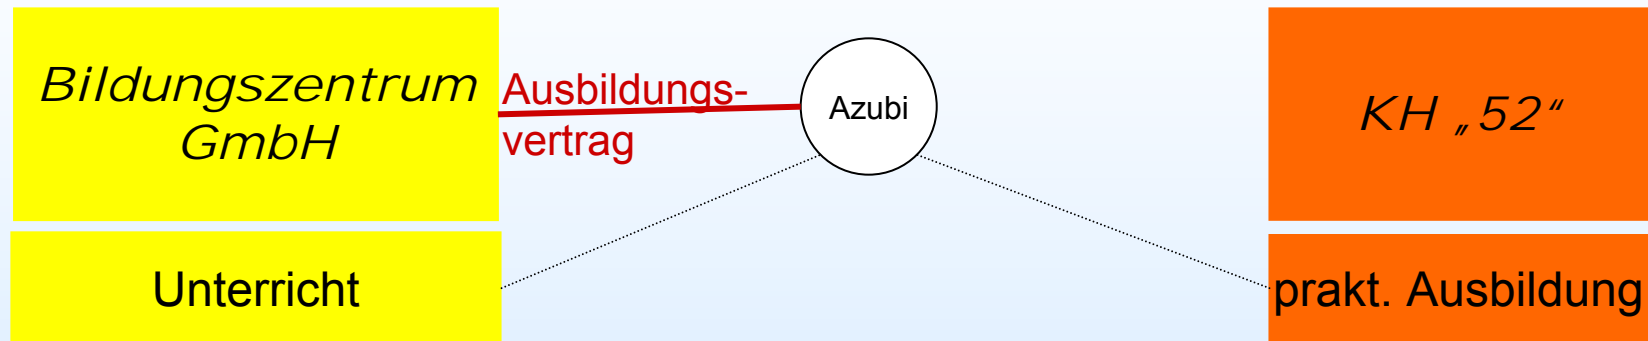 Bildungszentrum
GmbH
Ausbildungs-
vertrag
Azubi
KH „52“
Unterricht
prakt. Ausbildung